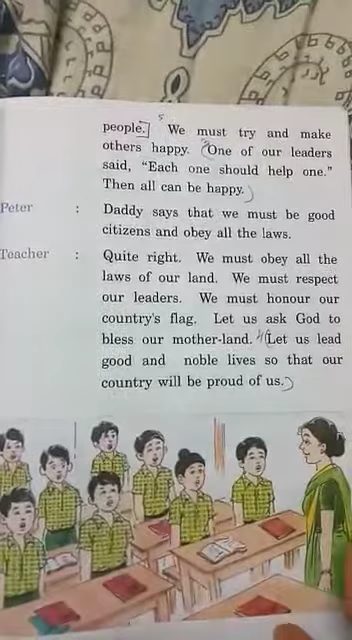 people. We must try and make
others happy. One of our leaders
said, “Each one should help one.”
Then all can be happy.
Peter : Daddy says that we must be good
citizens and obey all the laws.
Teacher : Quite right. We must obey all the
laws of our land. We must respect
our leaders. We must honour our
country's flag. Let us ask God to
bless our mother-land. Let us lead
good and noble lives so that our
country will be proud of us.